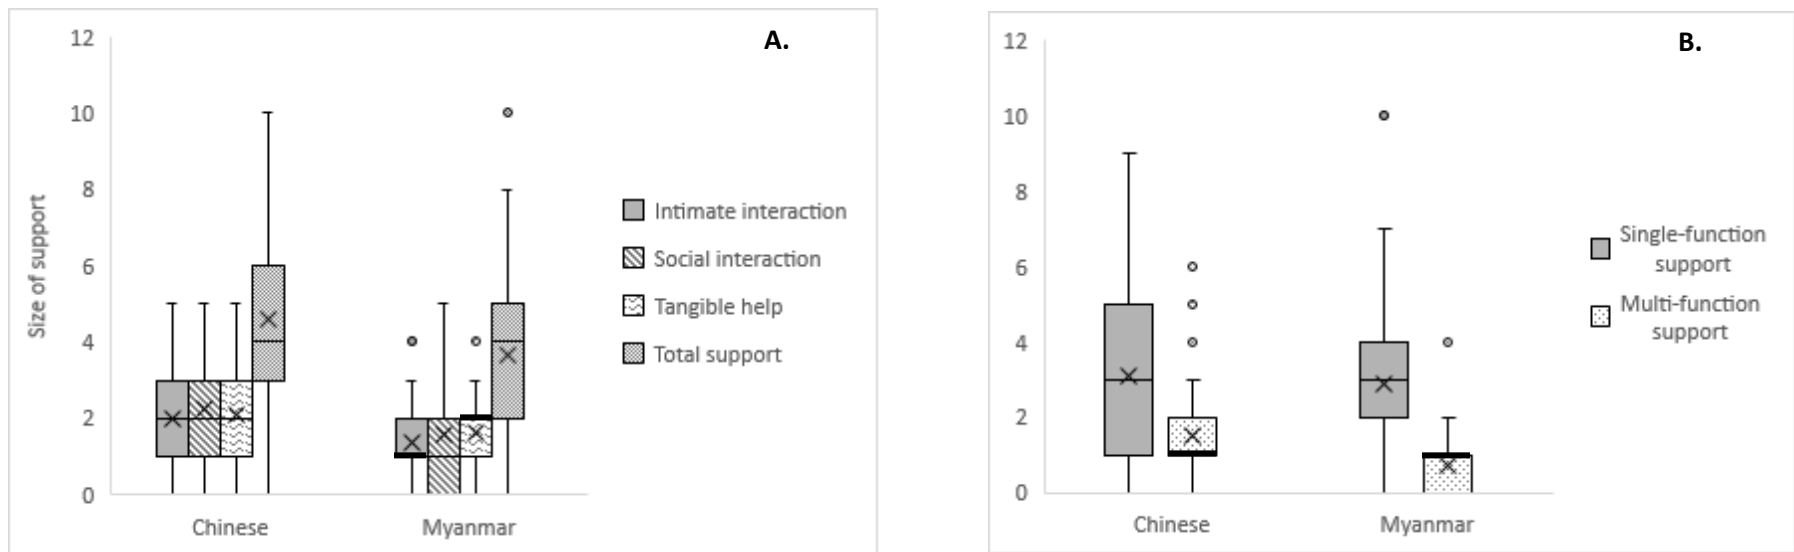 A.
12
10
8
6
4
2
0
Size of support
Chinese
Myanmar
Intimate interaction
Social interaction
Tangible help
Total support
B.
12
10
8
6
4
2
0
Chinese
Myanmar
Single-function
support
Multi-function
support